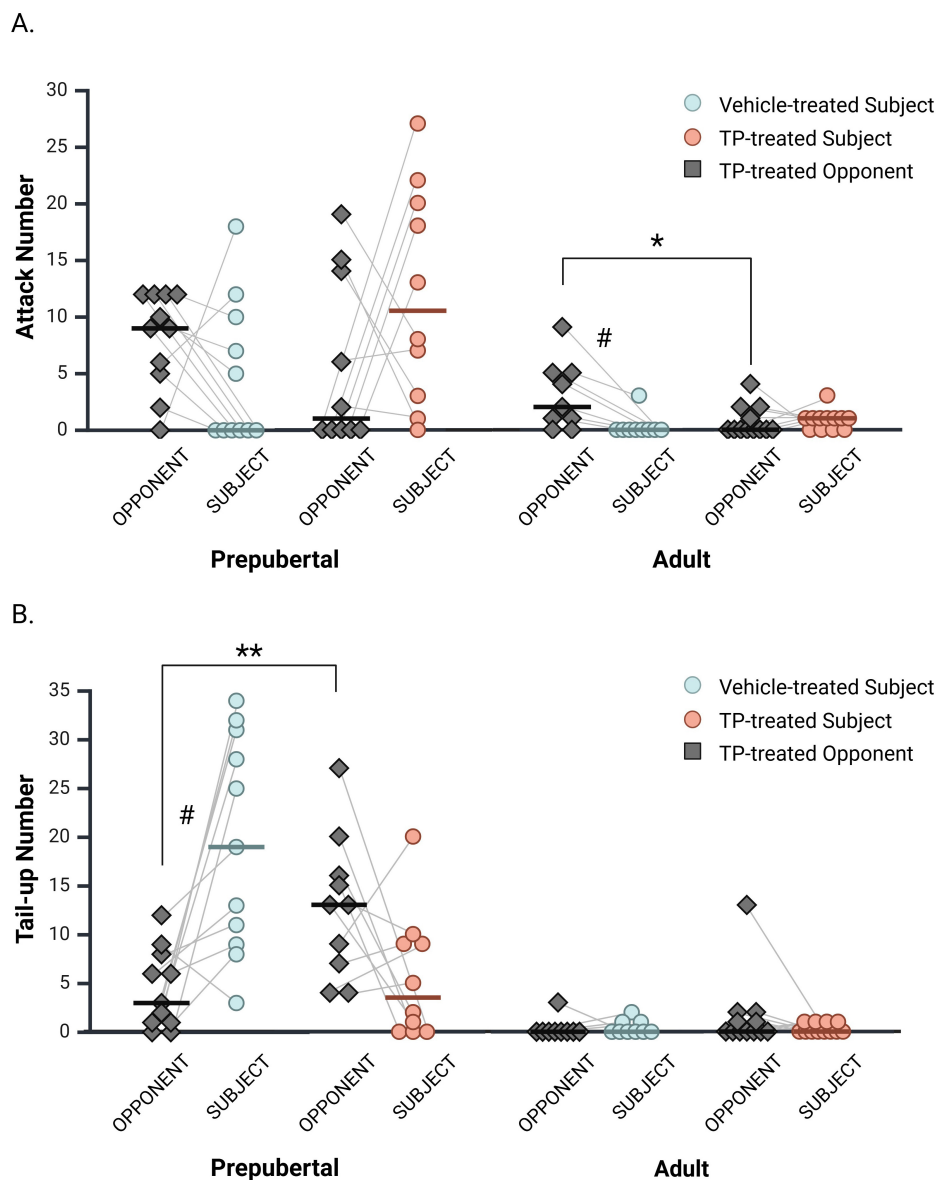 A.
30
25
20
15
10
5
0
Attack Number
Vehicle-treated Subject
TP-treated Subject
TP-treated Opponent
*
#
OPPONENT
SUBJECT
OPPONENT
SUBJECT
OPPONENT
SUBJECT
OPPONENT
SUBJECT
Prepubertal
Adult
B.
35
30
25
20
15
10
5
0
Tail-up Number
**
#
Vehicle-treated Subject
TP-treated Subject
TP-treated Opponent
OPPONENT
SUBJECT
OPPONENT
SUBJECT
OPPONENT
SUBJECT
OPPONENT
SUBJECT
Prepubertal
Adult